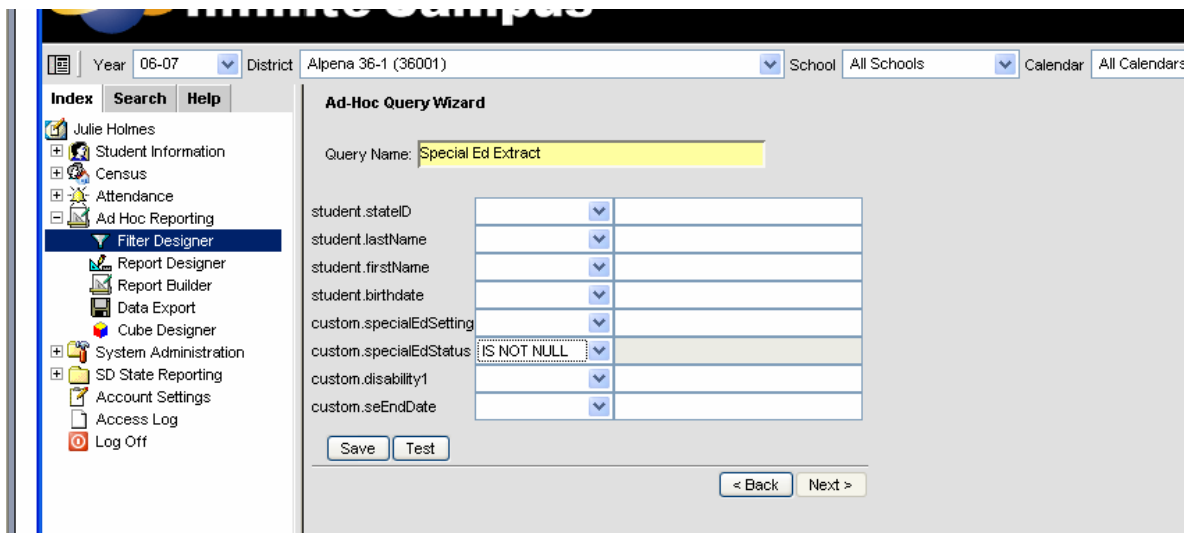 Infinite Campus
Year 06-07 District Alpena 36-1 (36001) School All Schools Calendar All Calendars
Index Search Help
Julie Holmes
Student Information
Census
Attendance
Ad Hoc Reporting
Filter Designer
Report Designer
Report Builder
Data Export
Cube Designer
System Administration
SD State Reporting
Account Settings
Access Log
Log Off
Ad-Hoc Query Wizard
Query Name: Special Ed Extract
student.stateID
student.lastName
student.firstName
student.birthdate
custom.specialEdSetting
custom.specialEdStatus IS NOT NULL
custom.disability1
custom.seEndDate
Save Test
< Back Next >